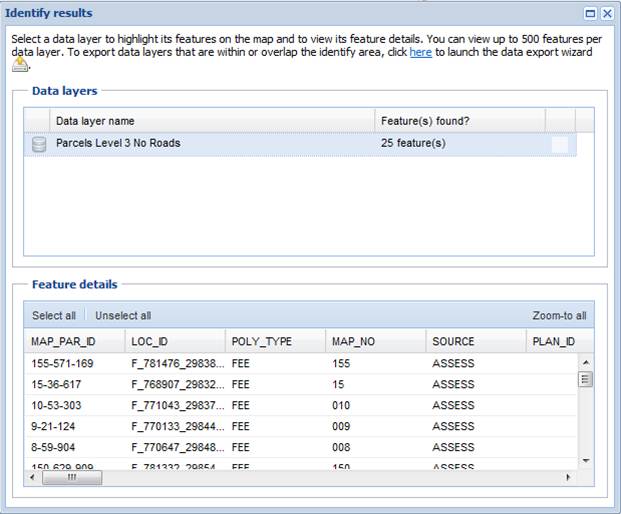 Identify results
Select a data layer to highlight its features on the map and to view its feature details. You can view up to 500 features per
data layer. To export data layers that are within or overlap the identify area, click here to launch the data export wizard
.
Data layers
Data layer name Feature(s) found?
Parcels Level 3 No Roads 25 feature(s)
Feature details
Select all Unselect all Zoom-to all
MAP_PAR_ID LOC_ID POLY_TYPE MAP_NO SOURCE PLAN_ID
155-571-169 F_781476_29838... FEE 155 ASSESS
15-36-617 F_768907_29832... FEE 15 ASSESS
10-53-303 F_771043_29837... FEE 010 ASSESS
9-21-124 F_770133_29844... FEE 009 ASSESS
8-59-904 F_770647_29848... FEE 008 ASSESS
150-629-909 F_781332_29854... FEE 150 ASSESS